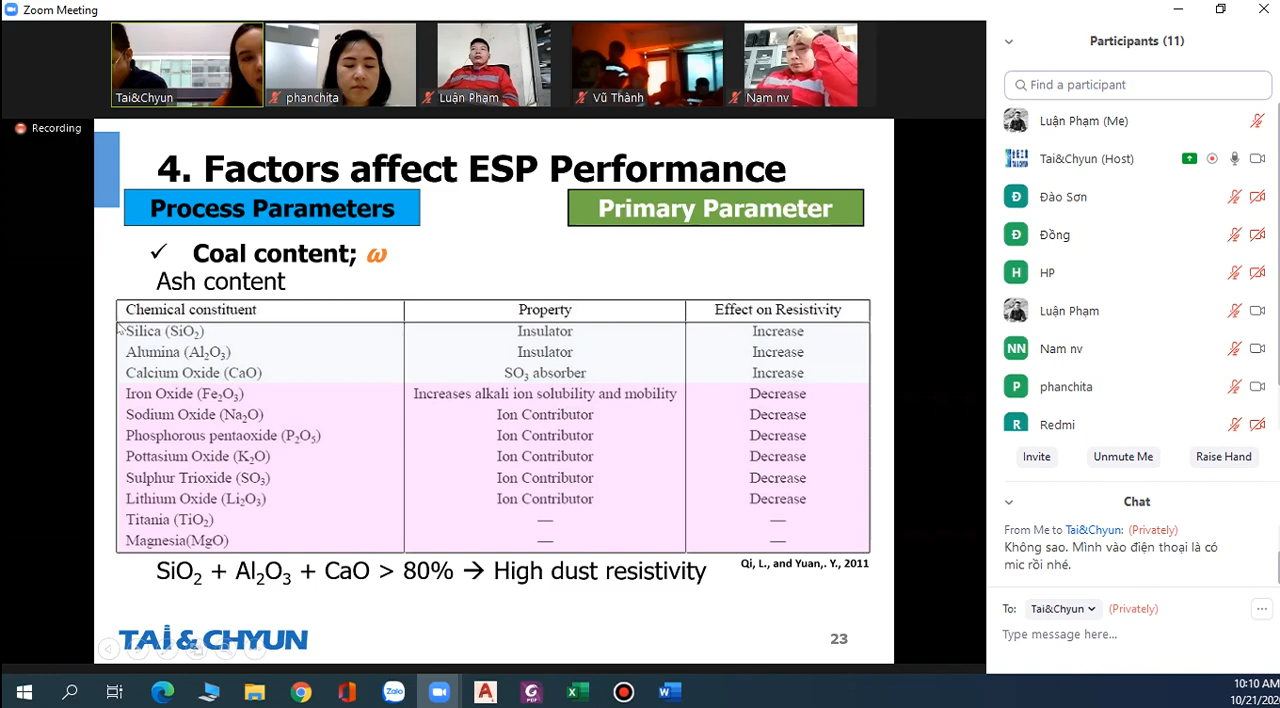 Zoom Meeting
Tai&Chyun
phanchita
Luận Phạm
Vũ Thành
Nam nv
Recording
4. Factors affect ESP Performance
Process Parameters
Primary Parameter
✓ Coal content; ω
Ash content
Chemical constituent Property Effect on Resistivity
Silica (SiO₂) Insulator Increase
Alumina (Al₂O₃) Insulator Increase
Calcium Oxide (CaO) SO₃ absorber Increase
Iron Oxide (Fe₂O₃) Increases alkali ion solubility and mobility Decrease
Sodium Oxide (Na₂O) Ion Contributor Decrease
Phosphorous pentaoxide (P₂O₅) Ion Contributor Decrease
Pottasium Oxide (K₂O) Ion Contributor Decrease
Sulphur Trioxide (SO₃) Ion Contributor Decrease
Lithium Oxide (Li₂O₃) Ion Contributor Decrease
Titania (TiO₂) — —
Magnesia(MgO) — —
Qi, L., and Yuan,. Y., 2011
SiO₂ + Al₂O₃ + CaO > 80% → High dust resistivity
TAI & CHYUN
23
Participants (11)
Find a participant
Luận Phạm (Me)
Tai&Chyun (Host)
Đ Đào Sơn
Đ Đồng
H HP
Luận Phạm
NN Nam nv
P phanchita
R Redmi
Invite
Unmute Me
Raise Hand
Chat
From Me to Tai&Chyun: (Privately)
Không sao. Mình vào điện thoại là có
mic rồi nhé.
To: Tai&Chyun (Privately)
Type message here...
Zalo
10:10 AM